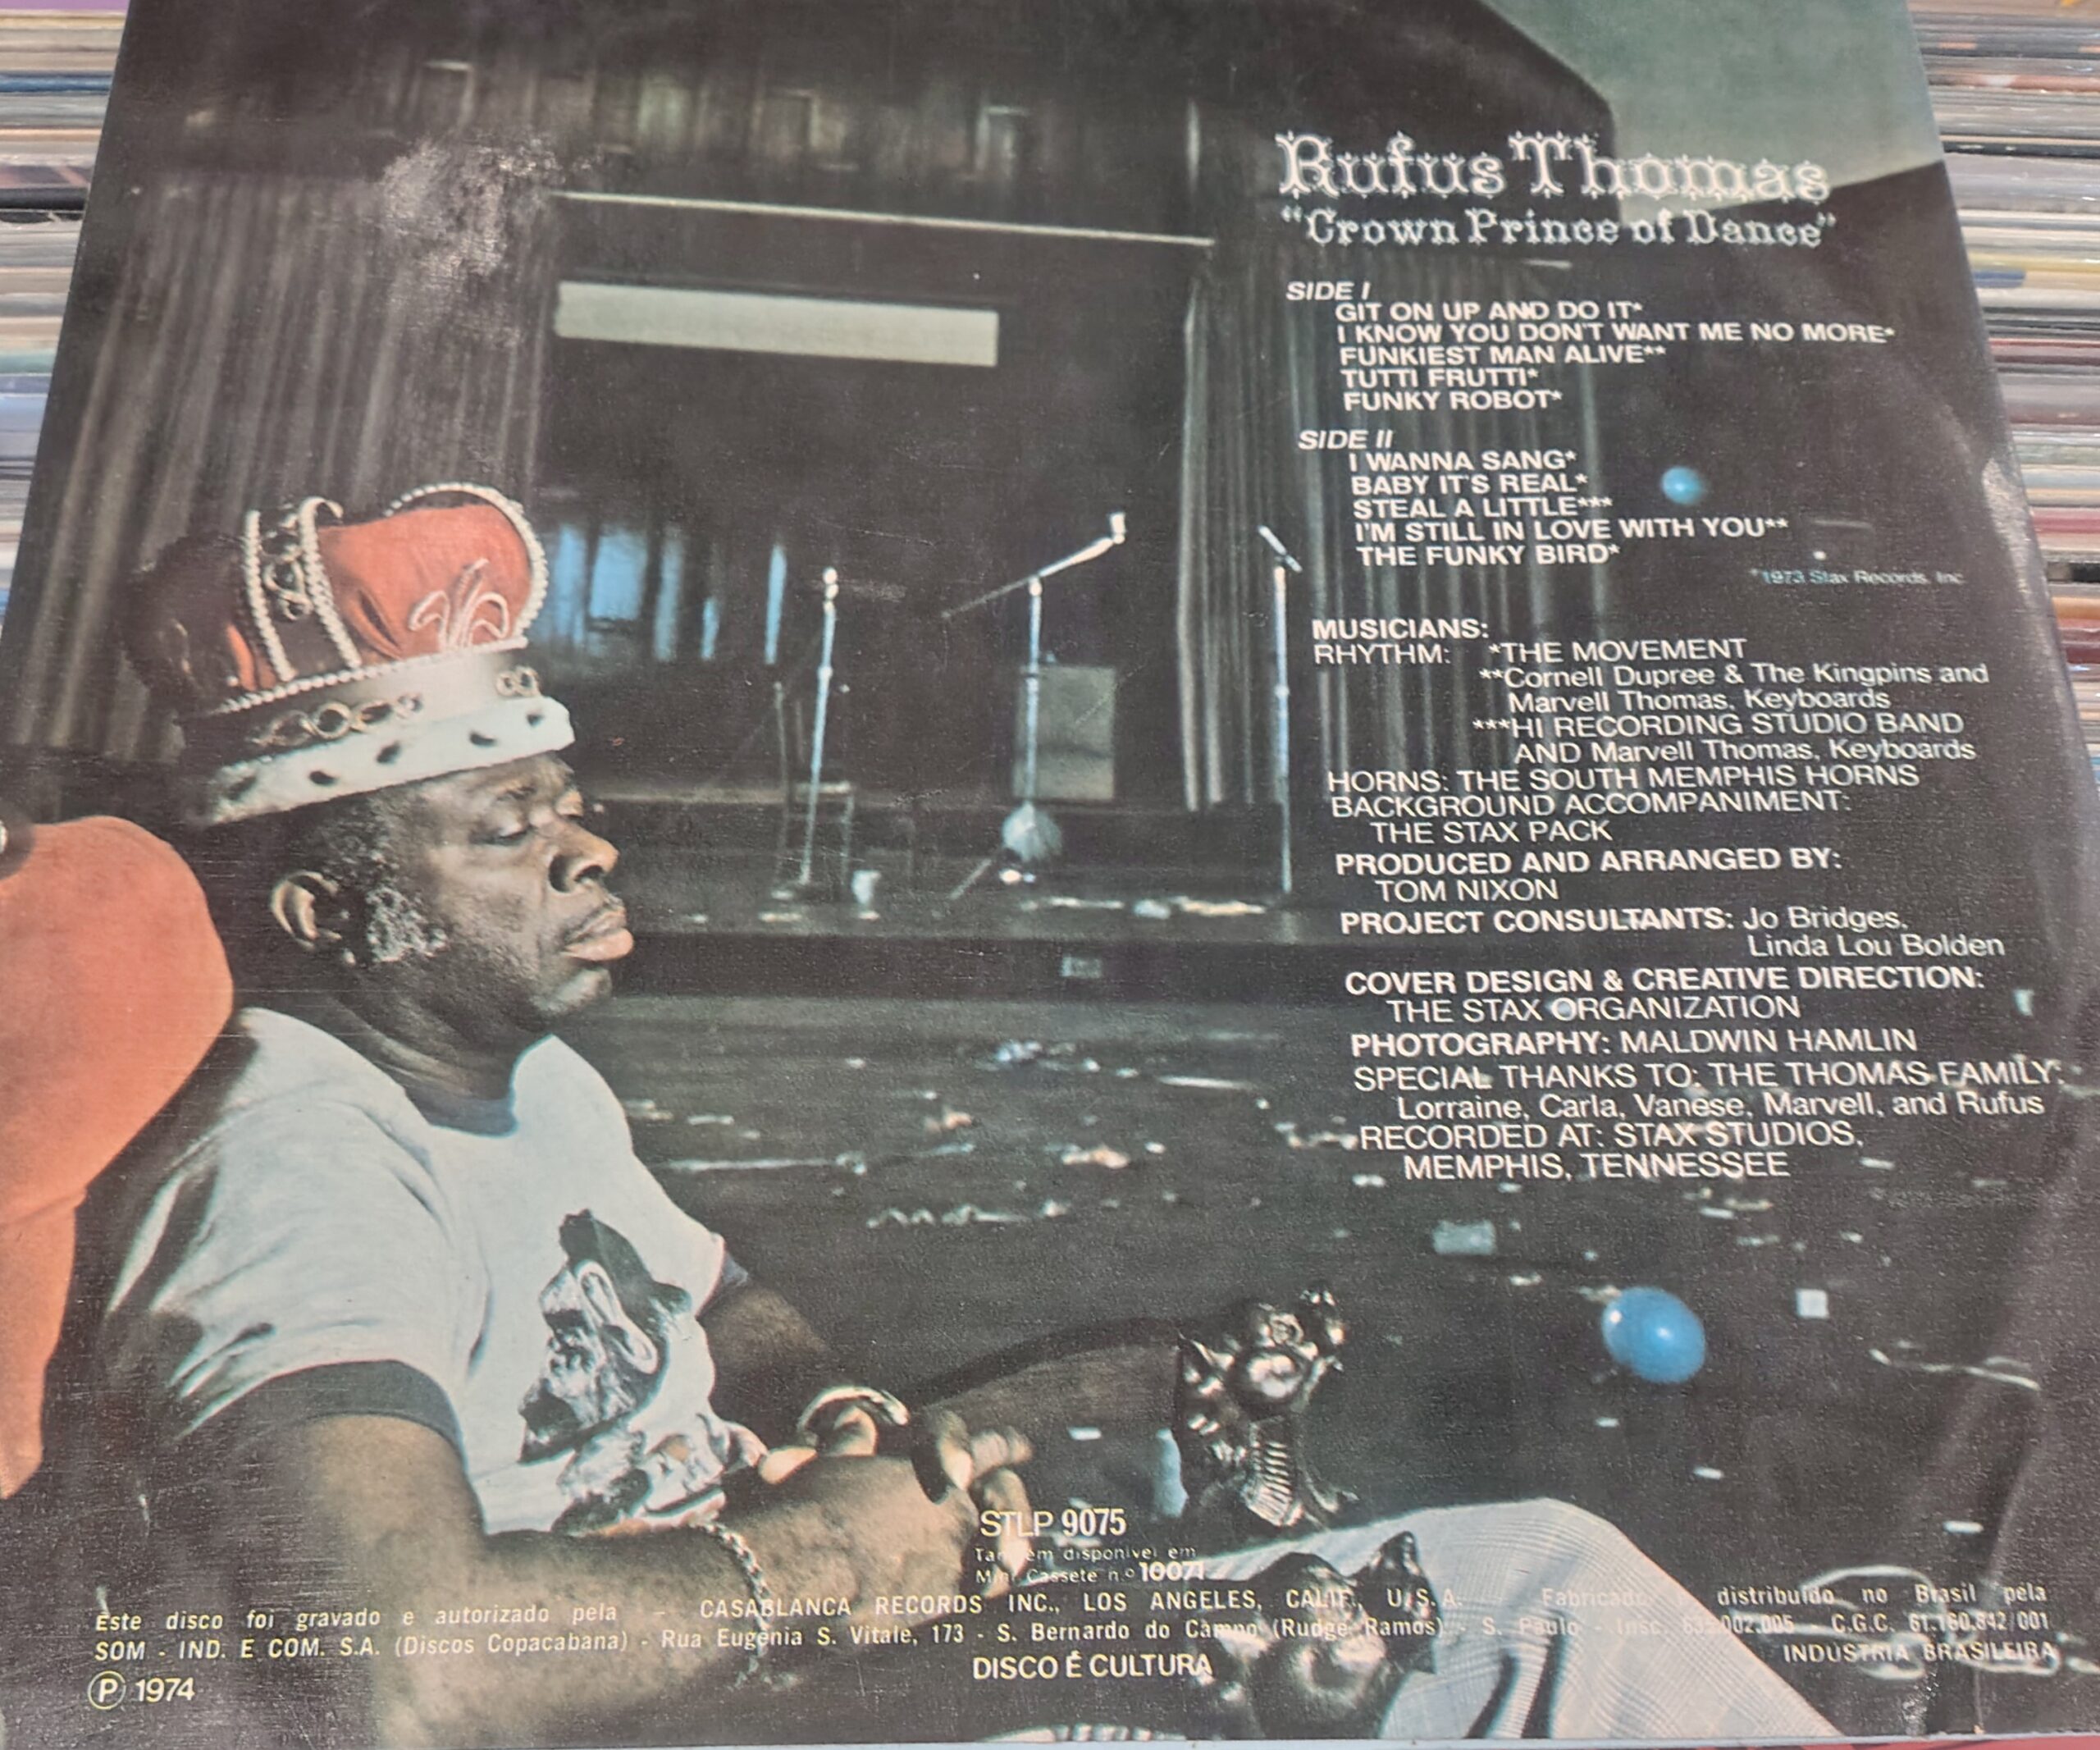 Rufus Thomas
"Crown Prince of Dance"
SIDE I
GIT ON UP AND DO IT*
I KNOW YOU DON'T WANT ME NO MORE*
FUNKIEST MAN ALIVE**
TUTTI FRUTTI*
FUNKY ROBOT*
SIDE II
I WANNA SANG*
BABY IT'S REAL*
STEAL A LITTLE***
I'M STILL IN LOVE WITH YOU**
THE FUNKY BIRD*
*1973 Stax Records, Inc.
MUSICIANS:
RHYTHM: *THE MOVEMENT
**Cornell Dupree & The Kingpins and
Marvell Thomas, Keyboards
***HI RECORDING STUDIO BAND
AND Marvell Thomas, Keyboards
HORNS: THE SOUTH MEMPHIS HORNS
BACKGROUND ACCOMPANIMENT:
THE STAX PACK
PRODUCED AND ARRANGED BY:
TOM NIXON
PROJECT CONSULTANTS: Jo Bridges,
Linda Lou Bolden
COVER DESIGN & CREATIVE DIRECTION:
THE STAX ORGANIZATION
PHOTOGRAPHY: MALDWIN HAMLIN
SPECIAL THANKS TO: THE THOMAS FAMILY:
Lorraine, Carla, Vanese, Marvell, and Rufus
RECORDED AT: STAX STUDIOS,
MEMPHIS, TENNESSEE
STLP 9075
Também disponível em
Mini Cassete n.º 10071
Este disco foi gravado e autorizado pela - CASABLANCA RECORDS INC., LOS ANGELES, CALIF., U.S.A. Fabricado distribuído no Brasil pela
SOM - IND. E COM. S.A. (Discos Copacabana) - Rua Eugênia S. Vitale, 173 - S. Bernardo do Campo (Rudge Ramos) - S. Paulo - Insc. - C.G.C. 61.160.842/001
DISCO É CULTURA
INDÚSTRIA BRASILEIRA
Ⓟ 1974